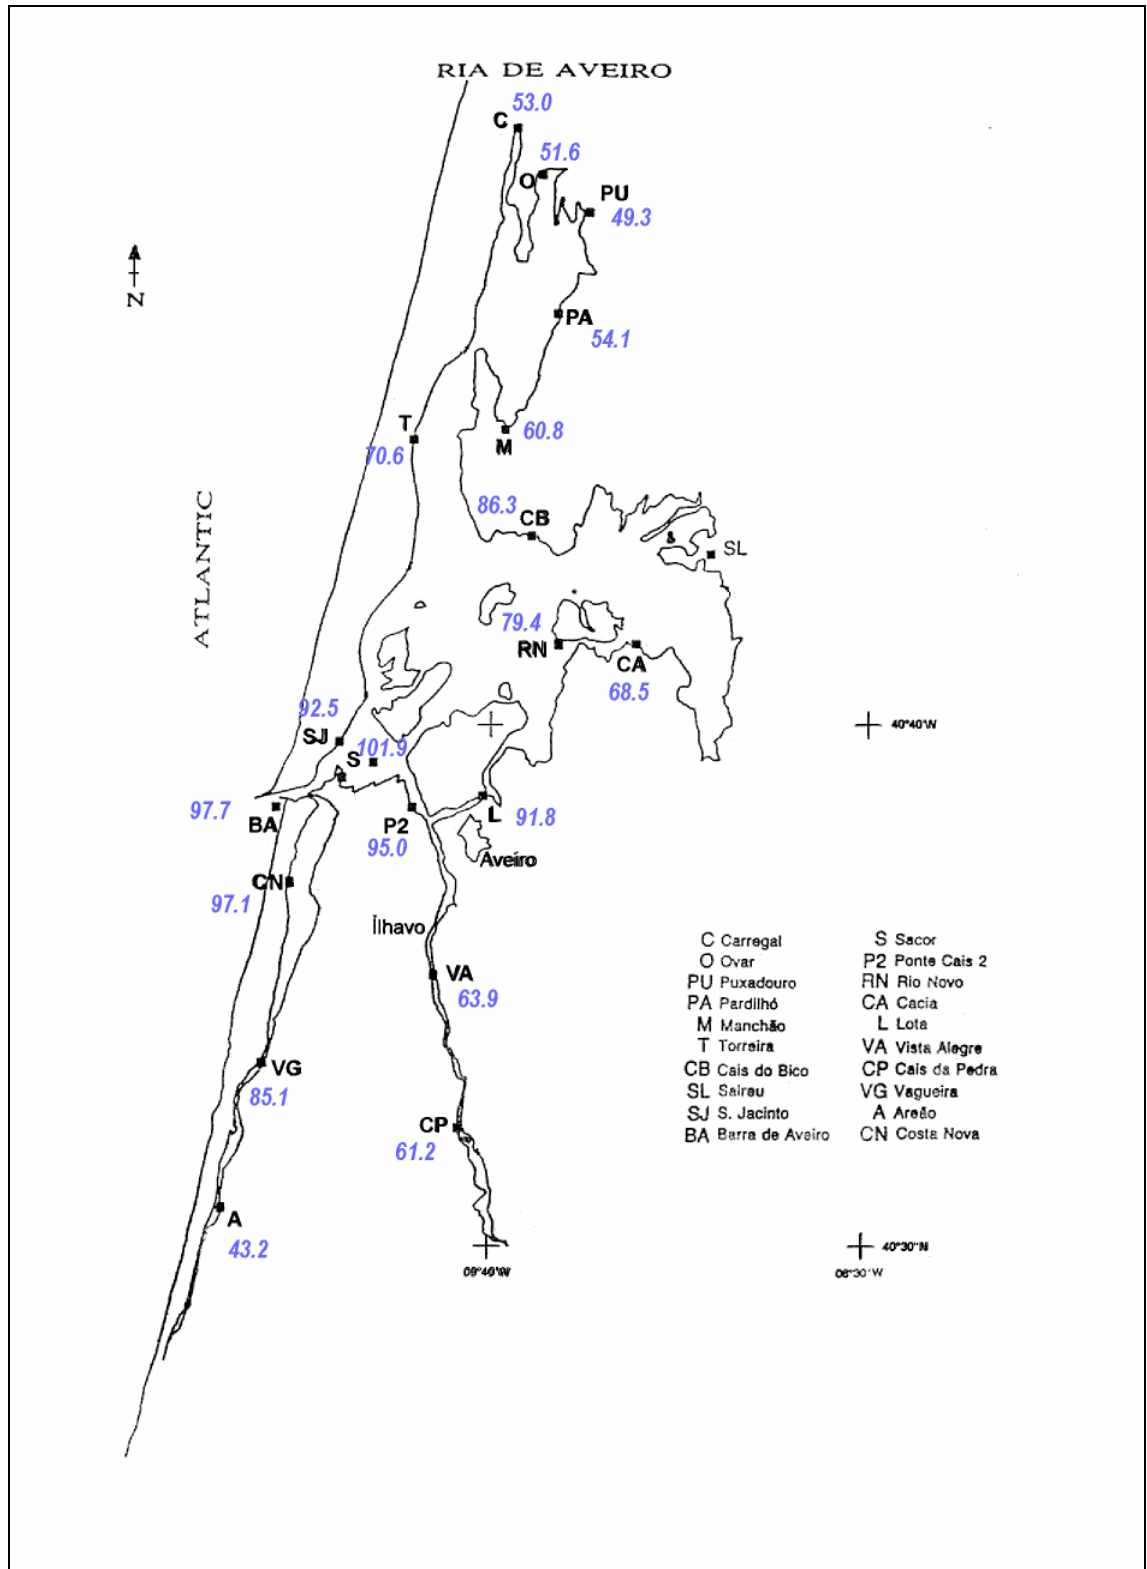 RIA DE AVEIRO
53.0
C
51.6
O
PU
49.3
N
PA
54.1
T
70.6
60.8
M
86.3
CB
SL
ATLANTIC
79.4
RN
CA
68.5
92.5
SJ
101.9
S
40°40'W
97.7
BA
P2
95.0
L
91.8
Aveiro
CN
97.1
Ílhavo
VA
63.9
VG
85.1
CP
61.2
A
43.2
40°30''N
08°30''W
C Carregal
O Ovar
PU Puxadouro
PA Pardilhó
M Manchão
T Torreira
CB Cais do Bico
SL Salreu
SJ S. Jacinto
BA Barra de Aveiro
S Sacor
P2 Ponte Cais 2
RN Rio Novo
CA Cacia
L Lota
VA Vista Alegre
CP Cais da Pedra
VG Vagueira
A Areão
CN Costa Nova